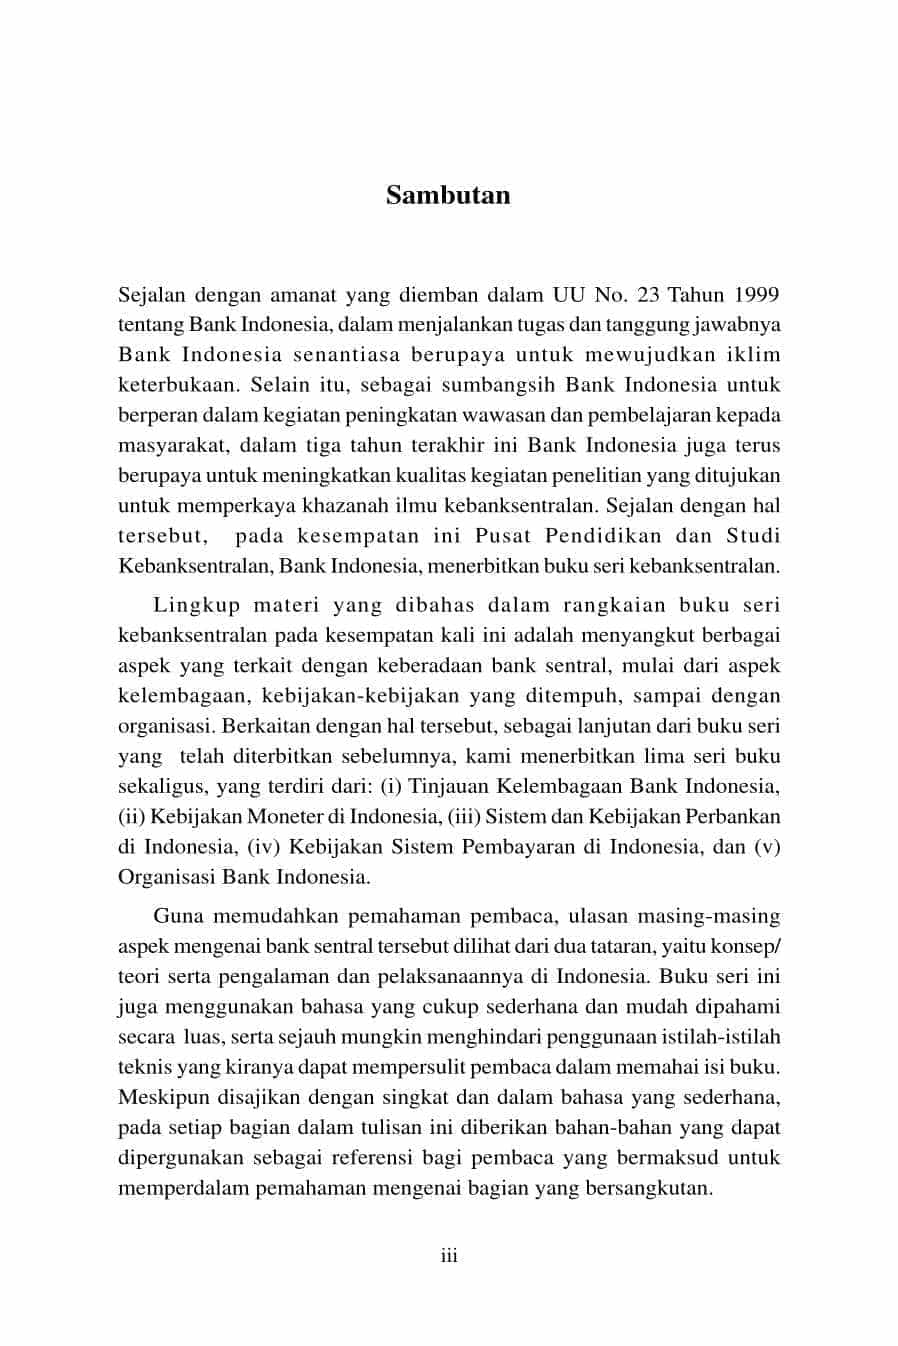 Sambutan
Sejalan dengan amanat yang diemban dalam UU No. 23 Tahun 1999
tentang Bank Indonesia, dalam menjalankan tugas dan tanggung jawabnya
Bank Indonesia senantiasa berupaya untuk mewujudkan iklim
keterbukaan. Selain itu, sebagai sumbangsih Bank Indonesia untuk
berperan dalam kegiatan peningkatan wawasan dan pembelajaran kepada
masyarakat, dalam tiga tahun terakhir ini Bank Indonesia juga terus
berupaya untuk meningkatkan kualitas kegiatan penelitian yang ditujukan
untuk memperkaya khazanah ilmu kebanksentralan. Sejalan dengan hal
tersebut, pada kesempatan ini Pusat Pendidikan dan Studi
Kebanksentralan, Bank Indonesia, menerbitkan buku seri kebanksentralan.
Lingkup materi yang dibahas dalam rangkaian buku seri
kebanksentralan pada kesempatan kali ini adalah menyangkut berbagai
aspek yang terkait dengan keberadaan bank sentral, mulai dari aspek
kelembagaan, kebijakan-kebijakan yang ditempuh, sampai dengan
organisasi. Berkaitan dengan hal tersebut, sebagai lanjutan dari buku seri
yang telah diterbitkan sebelumnya, kami menerbitkan lima seri buku
sekaligus, yang terdiri dari: (i) Tinjauan Kelembagaan Bank Indonesia,
(ii) Kebijakan Moneter di Indonesia, (iii) Sistem dan Kebijakan Perbankan
di Indonesia, (iv) Kebijakan Sistem Pembayaran di Indonesia, dan (v)
Organisasi Bank Indonesia.
Guna memudahkan pemahaman pembaca, ulasan masing-masing
aspek mengenai bank sentral tersebut dilihat dari dua tataran, yaitu konsep/
teori serta pengalaman dan pelaksanaannya di Indonesia. Buku seri ini
juga menggunakan bahasa yang cukup sederhana dan mudah dipahami
secara luas, serta sejauh mungkin menghindari penggunaan istilah-istilah
teknis yang kiranya dapat mempersulit pembaca dalam memahai isi buku.
Meskipun disajikan dengan singkat dan dalam bahasa yang sederhana,
pada setiap bagian dalam tulisan ini diberikan bahan-bahan yang dapat
dipergunakan sebagai referensi bagi pembaca yang bermaksud untuk
memperdalam pemahaman mengenai bagian yang bersangkutan.
iii